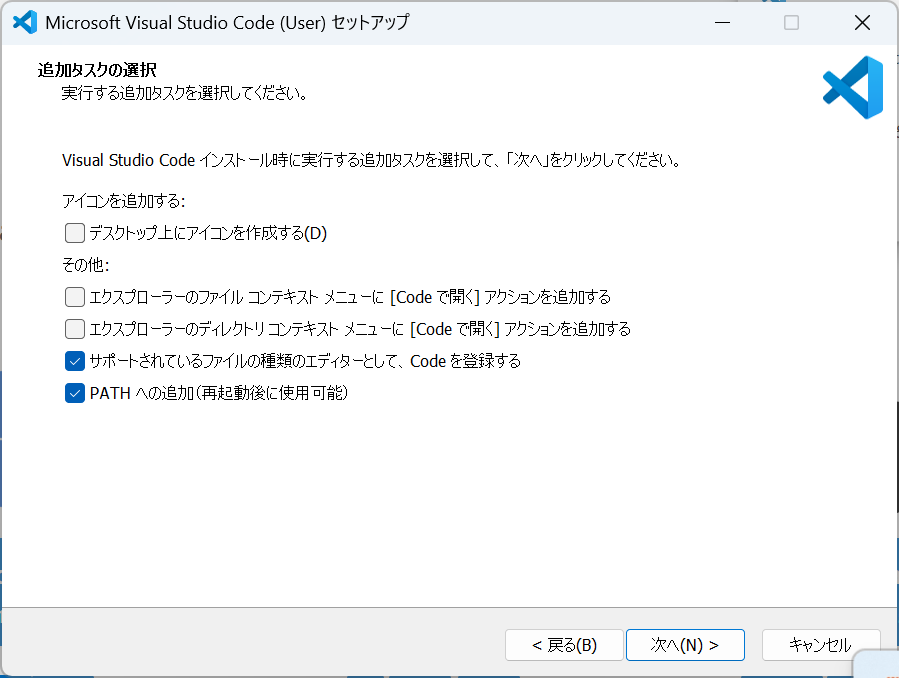 Microsoft Visual Studio Code (User) セットアップ
追加タスクの選択
実行する追加タスクを選択してください。
Visual Studio Code インストール時に実行する追加タスクを選択して、「次へ」をクリックしてください。
アイコンを追加する:
デスクトップ上にアイコンを作成する(D)
その他:
エクスプローラーのファイル コンテキスト メニューに [Code で開く] アクションを追加する
エクスプローラーのディレクトリ コンテキスト メニューに [Code で開く] アクションを追加する
サポートされているファイルの種類のエディターとして、Code を登録する
PATH への追加(再起動後に使用可能)
< 戻る(B) 次へ(N) > キャンセル